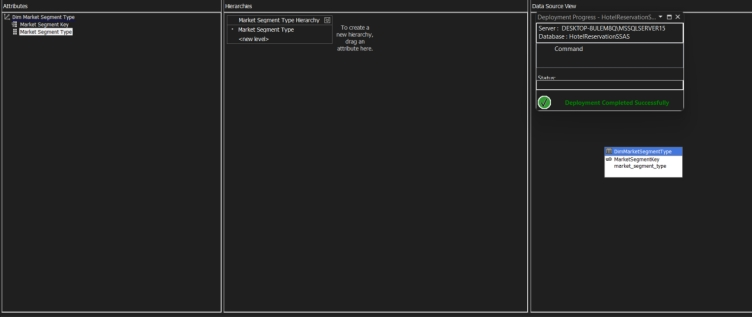 Attributes
Dim Market Segment Type
Market Segment Key
Market Segment Type
Hierarchies
Market Segment Type Hierarchy
Market Segment Type
<new level>
To create a
new hierarchy,
drag an
attribute here.
Data Source View
Deployment Progress - HotelReservationS...
Server : DESKTOP-8ULEMBQ\MSSQLSERVER15
Database : HotelReservationSSAS
Command
Status:
Deployment Completed Successfully
DimMarketSegmentType
MarketSegmentKey
market_segment_type